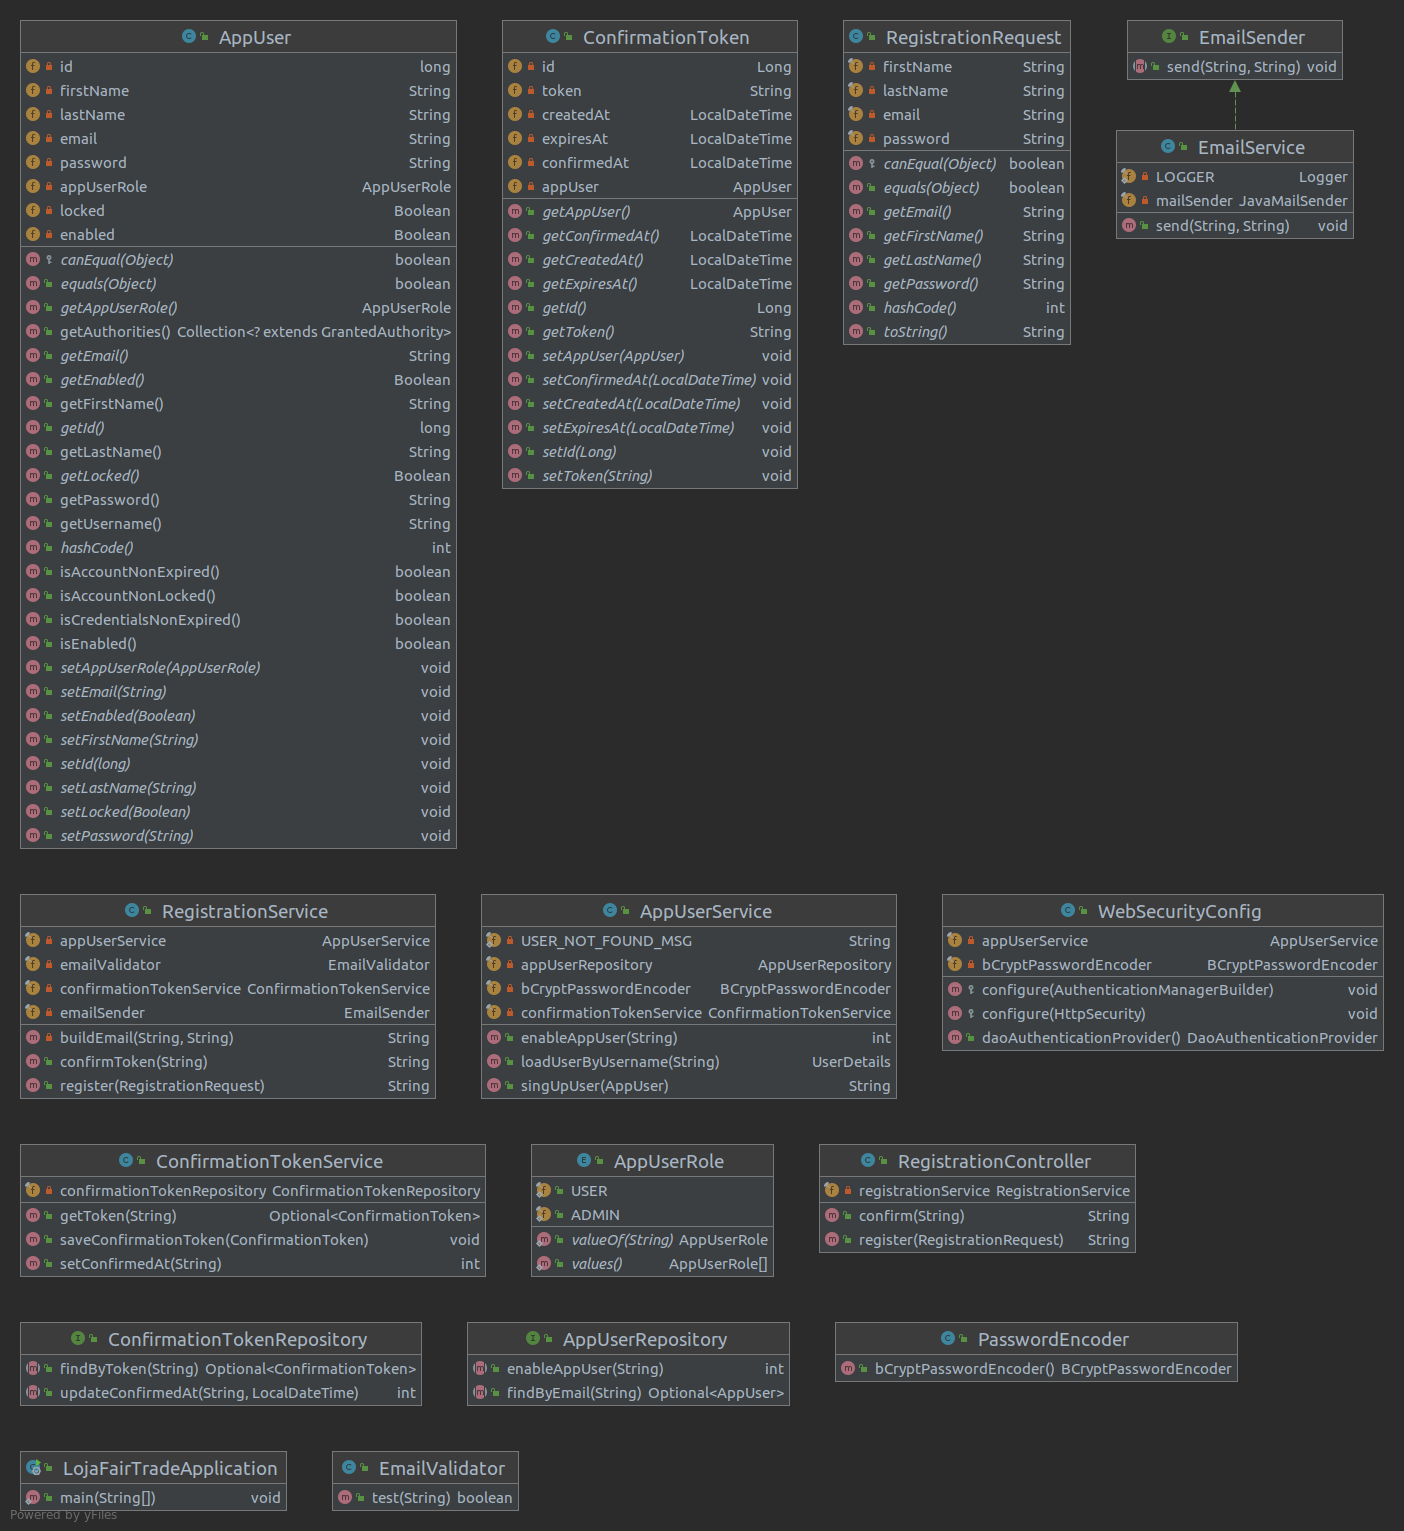 AppUser
id long
firstName String
lastName String
email String
password String
appUserRole AppUserRole
locked Boolean
enabled Boolean
canEqual(Object) boolean
equals(Object) boolean
getAppUserRole() AppUserRole
getAuthorities() Collection<? extends GrantedAuthority>
getEmail() String
getEnabled() Boolean
getFirstName() String
getId() long
getLastName() String
getLocked() Boolean
getPassword() String
getUsername() String
hashCode() int
isAccountNonExpired() boolean
isAccountNonLocked() boolean
isCredentialsNonExpired() boolean
isEnabled() boolean
setAppUserRole(AppUserRole) void
setEmail(String) void
setEnabled(Boolean) void
setFirstName(String) void
setId(long) void
setLastName(String) void
setLocked(Boolean) void
setPassword(String) void
ConfirmationToken
id Long
token String
createdAt LocalDateTime
expiresAt LocalDateTime
confirmedAt LocalDateTime
appUser AppUser
getAppUser() AppUser
getConfirmedAt() LocalDateTime
getCreatedAt() LocalDateTime
getExpiresAt() LocalDateTime
getId() Long
getToken() String
setAppUser(AppUser) void
setConfirmedAt(LocalDateTime) void
setCreatedAt(LocalDateTime) void
setExpiresAt(LocalDateTime) void
setId(Long) void
setToken(String) void
RegistrationRequest
firstName String
lastName String
email String
password String
canEqual(Object) boolean
equals(Object) boolean
getEmail() String
getFirstName() String
getLastName() String
getPassword() String
hashCode() int
toString() String
EmailSender
send(String, String) void
EmailService
LOGGER Logger
mailSender JavaMailSender
send(String, String) void
RegistrationService
appUserService AppUserService
emailValidator EmailValidator
confirmationTokenService ConfirmationTokenService
emailSender EmailSender
buildEmail(String, String) String
confirmToken(String) String
register(RegistrationRequest) String
AppUserService
USER_NOT_FOUND_MSG String
appUserRepository AppUserRepository
bCryptPasswordEncoder BCryptPasswordEncoder
confirmationTokenService ConfirmationTokenService
enableAppUser(String) int
loadUserByUsername(String) UserDetails
singUpUser(AppUser) String
WebSecurityConfig
appUserService AppUserService
bCryptPasswordEncoder BCryptPasswordEncoder
configure(AuthenticationManagerBuilder) void
configure(HttpSecurity) void
daoAuthenticationProvider() DaoAuthenticationProvider
ConfirmationTokenService
confirmationTokenRepository ConfirmationTokenRepository
getToken(String) Optional<ConfirmationToken>
saveConfirmationToken(ConfirmationToken) void
setConfirmedAt(String) int
AppUserRole
USER
ADMIN
valueOf(String) AppUserRole
values() AppUserRole[]
RegistrationController
registrationService RegistrationService
confirm(String) String
register(RegistrationRequest) String
ConfirmationTokenRepository
findByToken(String) Optional<ConfirmationToken>
updateConfirmedAt(String, LocalDateTime) int
AppUserRepository
enableAppUser(String) int
findByEmail(String) Optional<AppUser>
PasswordEncoder
bCryptPasswordEncoder() BCryptPasswordEncoder
LojaFairTradeApplication
main(String[]) void
EmailValidator
test(String) boolean
Powered by yFiles